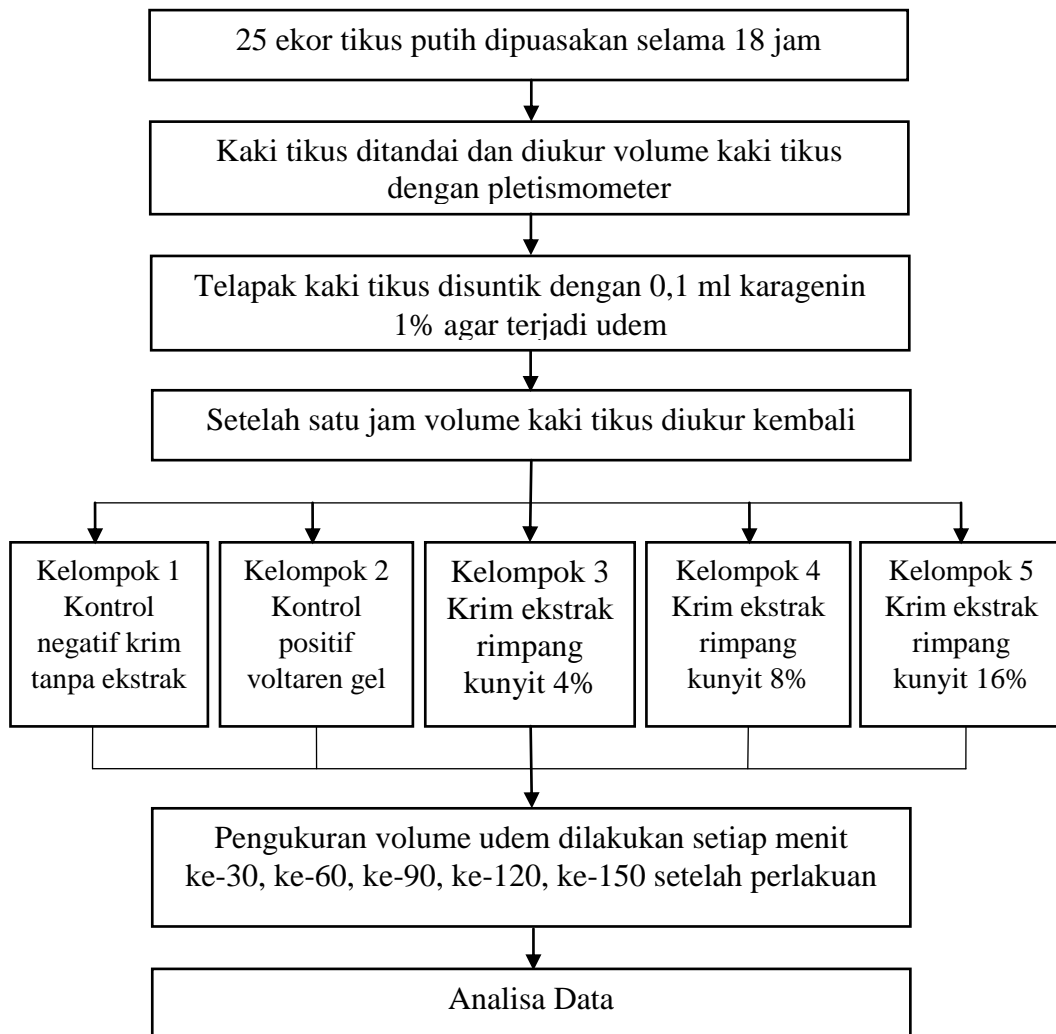 25 ekor tikus putih dipuasakan selama 18 jam
Kaki tikus ditandai dan diukur volume kaki tikus
dengan pletismometer
Telapak kaki tikus disuntik dengan 0,1 ml karagenin
1% agar terjadi udem
Setelah satu jam volume kaki tikus diukur kembali
Kelompok 1
Kontrol
negatif krim
tanpa ekstrak
Kelompok 2
Kontrol
positif
voltaren gel
Kelompok 3
Krim ekstrak
rimpang
kunyit 4%
Kelompok 4
Krim ekstrak
rimpang
kunyit 8%
Kelompok 5
Krim ekstrak
rimpang
kunyit 16%
Pengukuran volume udem dilakukan setiap menit
ke-30, ke-60, ke-90, ke-120, ke-150 setelah perlakuan
Analisa Data